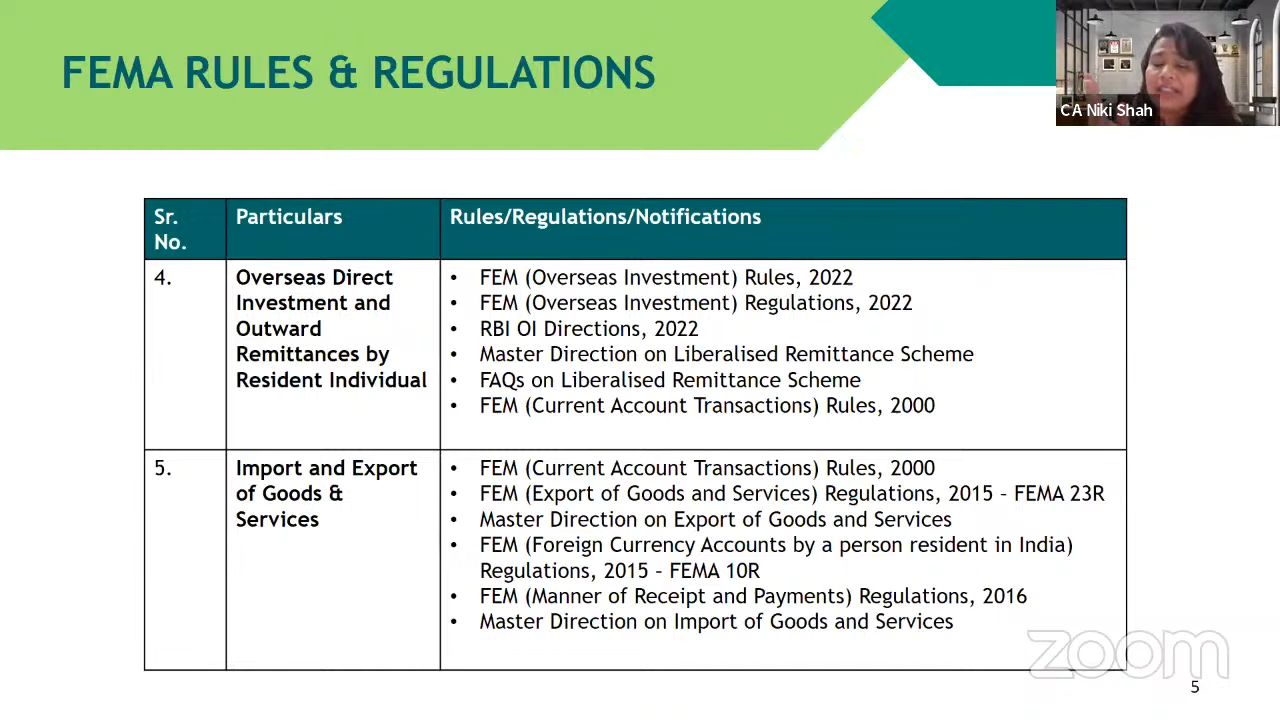 FEMA RULES & REGULATIONS
CA Niki Shah
Sr. No.
Particulars
Rules/Regulations/Notifications
4.
Overseas Direct
Investment and
Outward
Remittances by
Resident Individual
• FEM (Overseas Investment) Rules, 2022
• FEM (Overseas Investment) Regulations, 2022
• RBI OI Directions, 2022
• Master Direction on Liberalised Remittance Scheme
• FAQs on Liberalised Remittance Scheme
• FEM (Current Account Transactions) Rules, 2000
5.
Import and Export
of Goods &
Services
• FEM (Current Account Transactions) Rules, 2000
• FEM (Export of Goods and Services) Regulations, 2015 – FEMA 23R
• Master Direction on Export of Goods and Services
• FEM (Foreign Currency Accounts by a person resident in India)
Regulations, 2015 – FEMA 10R
• FEM (Manner of Receipt and Payments) Regulations, 2016
• Master Direction on Import of Goods and Services
zoom
5